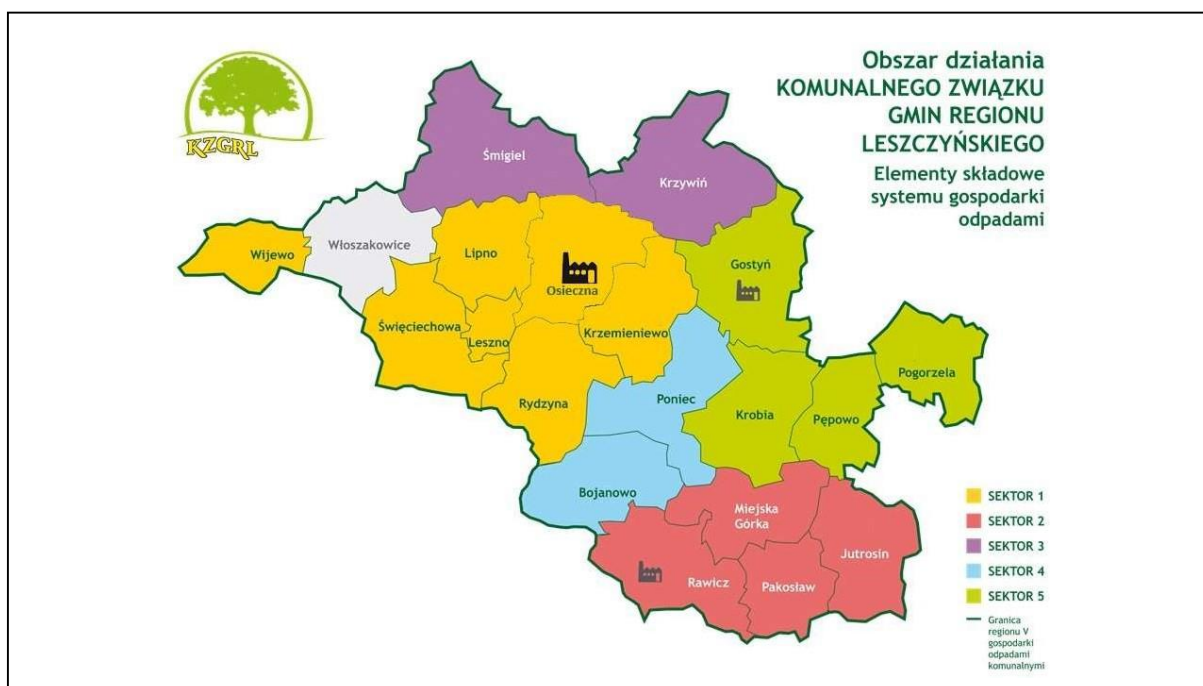 KZGRL
Obszar działania
KOMUNALNEGO ZWIĄZKU
GMIN REGIONU
LESZCZYŃSKIEGO
Elementy składowe
systemu gospodarki
odpadami
Śmigiel
Krzywiń
Włoszakowice
Wijewo
Lipno
Osieczna
Gostyń
Święciechowa
Leszno
Krzemieniewo
Rydzyna
Poniec
Krobia
Pępowo
Pogorzela
Bojanowo
Miejska
Górka
Jutrosin
Rawicz
Pakosław
SEKTOR 1
SEKTOR 2
SEKTOR 3
SEKTOR 4
SEKTOR 5
Granica
regionu V
gospodarki
odpadami
komunalnymi